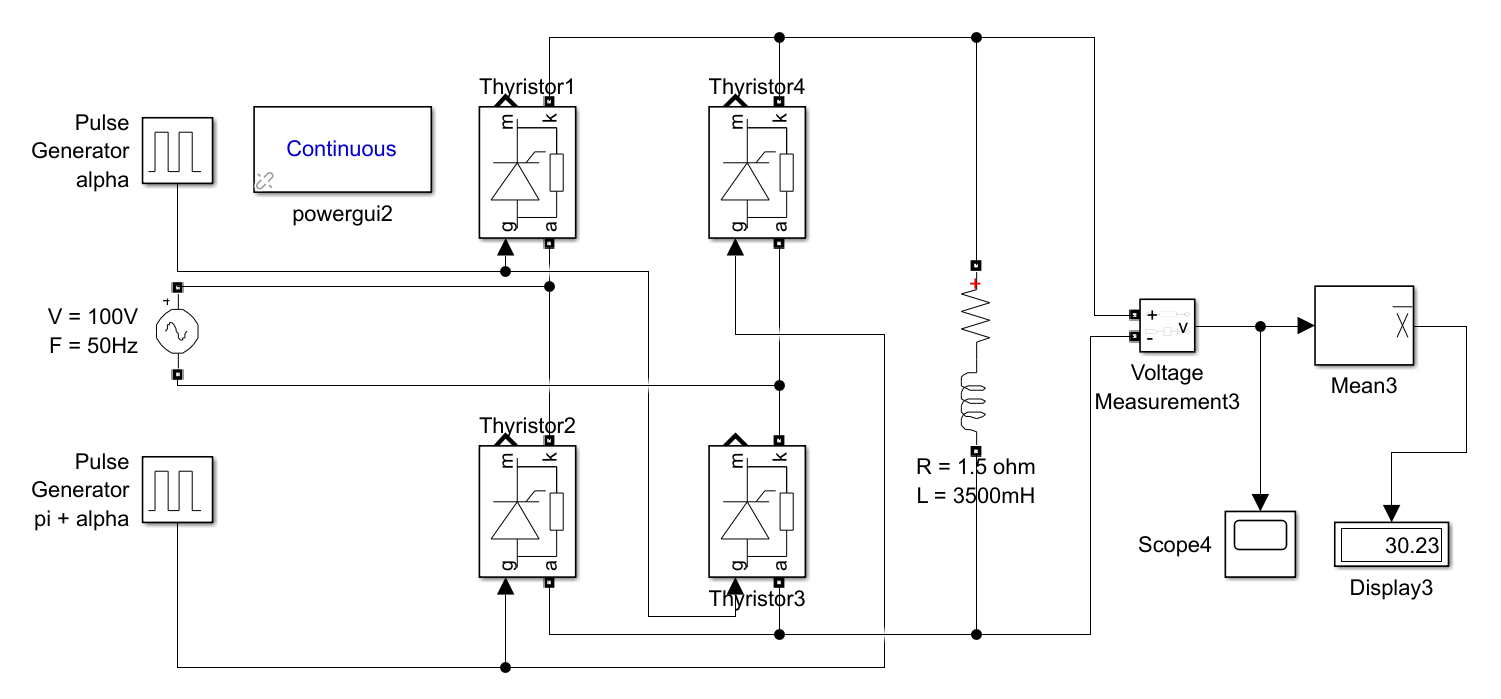 Thyristor1
Thyristor4
Pulse
Generator
alpha
Continuous
powergui2
m
k
g
a
m
k
g
a
+
V = 100V
F = 50Hz
+
+
-
v
Voltage
Measurement3
X
Mean3
Thyristor2
Pulse
Generator
pi + alpha
m
k
g
a
m
k
g
a
Thyristor3
R = 1.5 ohm
L = 3500mH
Scope4
30.23
Display3